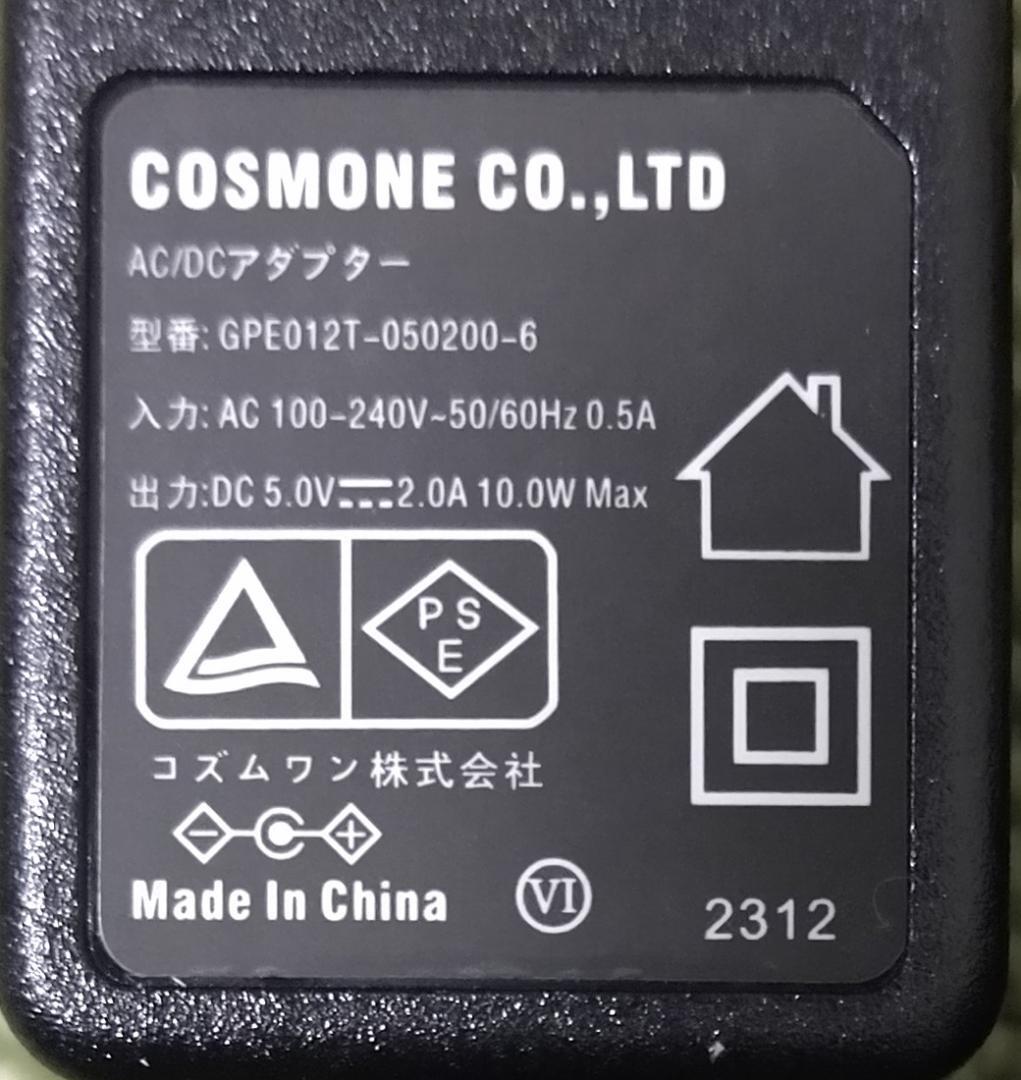 COSMONE CO.,LTD
AC/DCアダプター
型番: GPE012T-050200-6
入力: AC 100-240V~50/60Hz 0.5A
出力:DC 5.0V⎓2.0A 10.0W Max
P S
E
コズムワン株式会社
Made In China
VI
2312